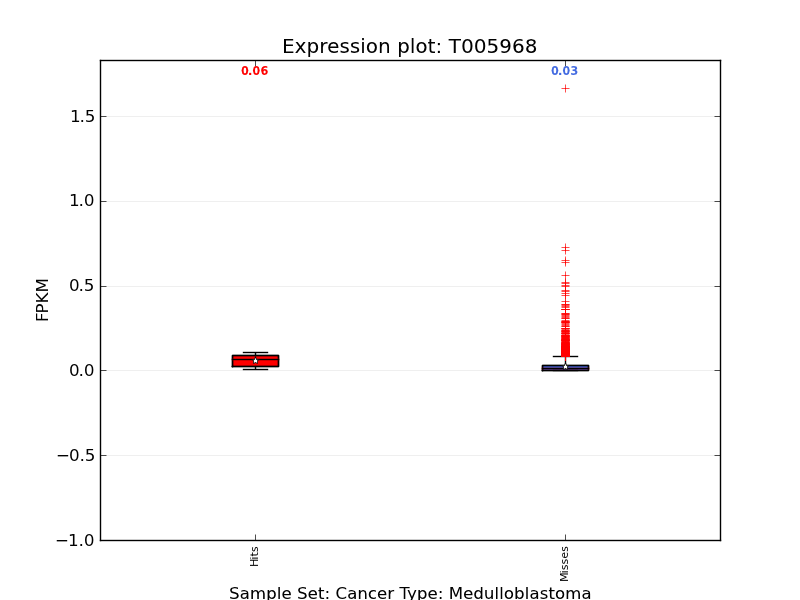 Expression plot: T005968
0.06
0.03
1.5
1.0
0.5
0.0
−0.5
−1.0
FPKM
Hits
Misses
Sample Set: Cancer Type: Medulloblastoma